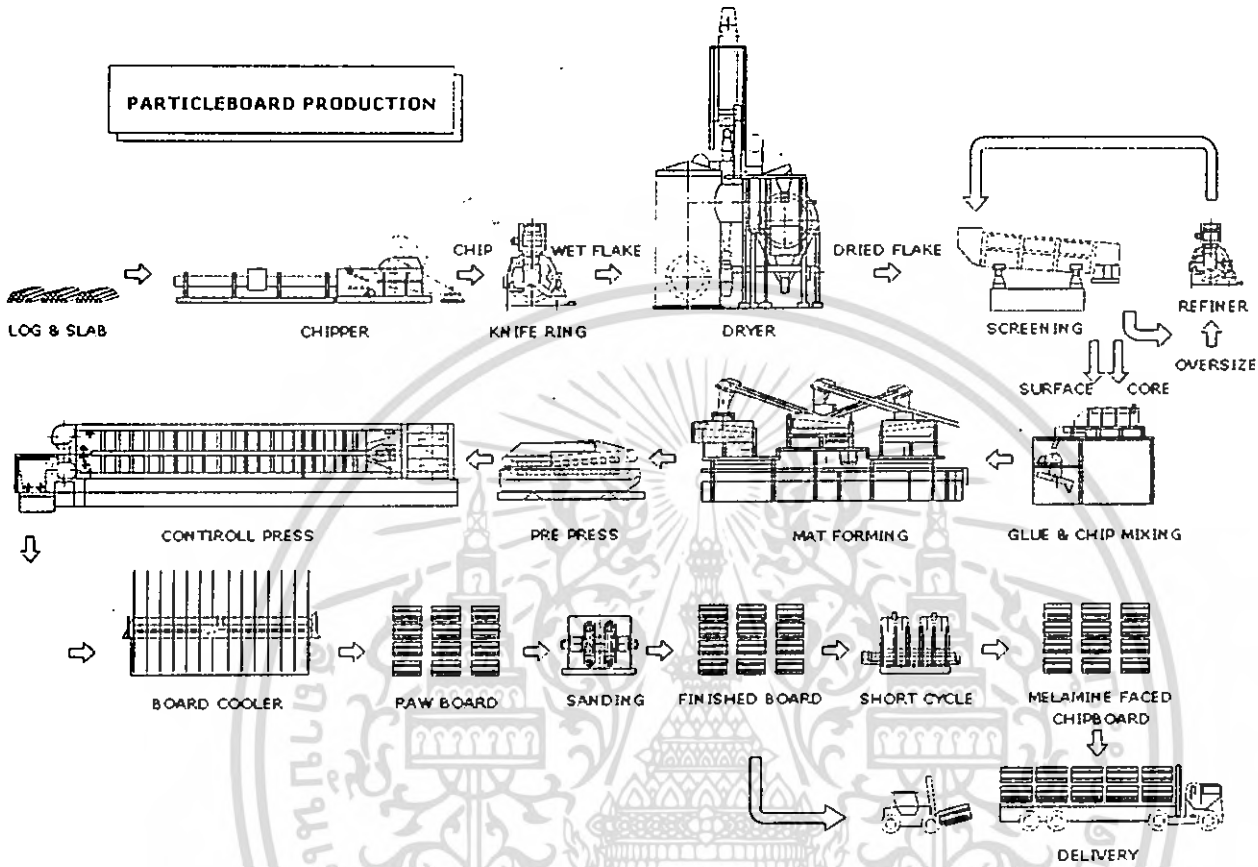 PARTICLEBOARD PRODUCTION
CHIP
WET FLAKE
DRIED FLAKE
LOG & SLAB
CHIPPER
KNIFE RING
DRYER
SCREENING
REFINER
OVERSIZE
SURFACE
CORE
CONTIROLL PRESS
PRE PRESS
MAT FORMING
GLUE & CHIP MIXING
BOARD COOLER
RAW BOARD
SANDING
FINISHED BOARD
SHORT CYCLE
MELAMINE FACED
CHIPBOARD
DELIVERY